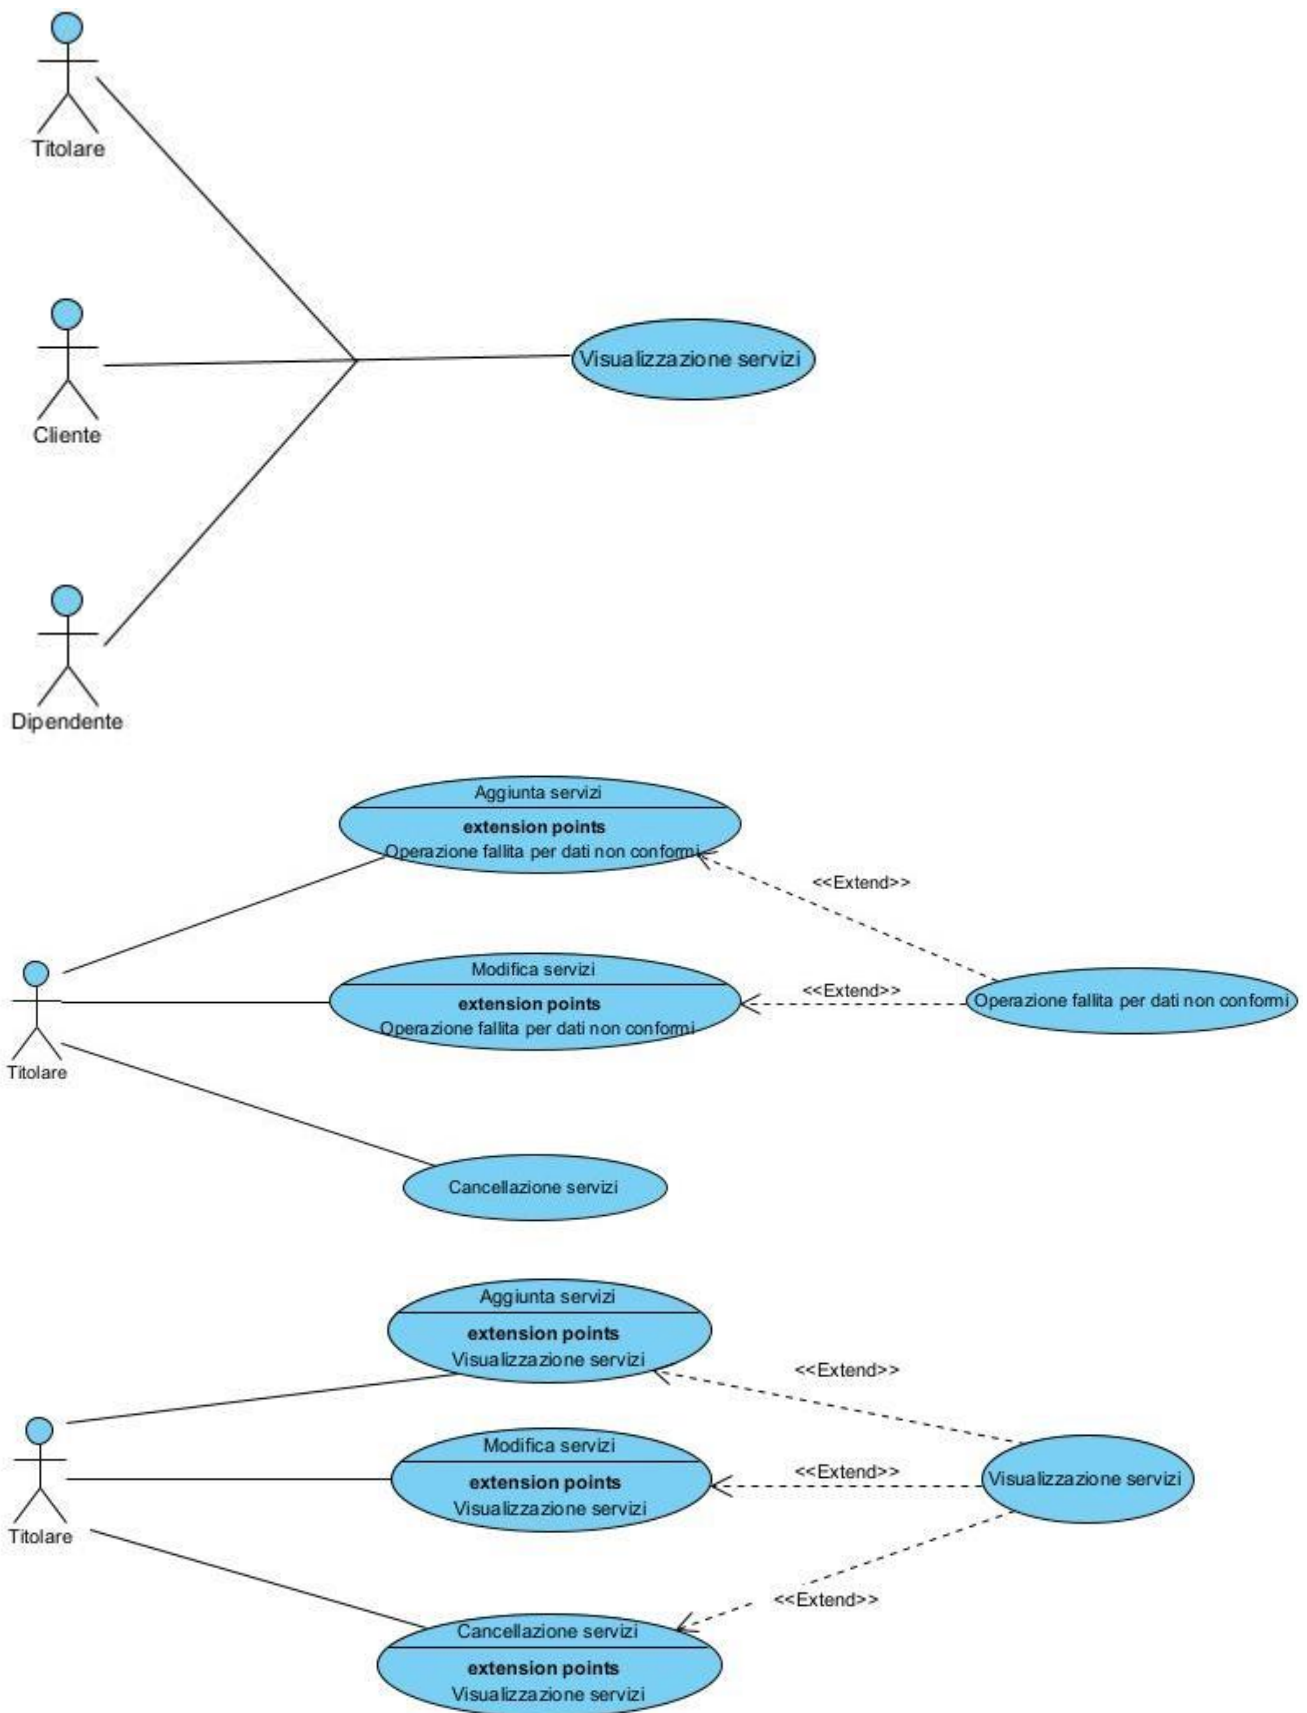 Titolare
Visualizzazione servizi
Cliente
Dipendente
Aggiunta servizi
extension points
Operazione fallita per dati non conformi
<<Extend>>
Modifica servizi
extension points
Operazione fallita per dati non conformi
<<Extend>>
Operazione fallita per dati non conformi
Titolare
Cancellazione servizi
Aggiunta servizi
extension points
Visualizzazione servizi
<<Extend>>
Modifica servizi
extension points
Visualizzazione servizi
<<Extend>>
Visualizzazione servizi
Titolare
<<Extend>>
Cancellazione servizi
extension points
Visualizzazione servizi